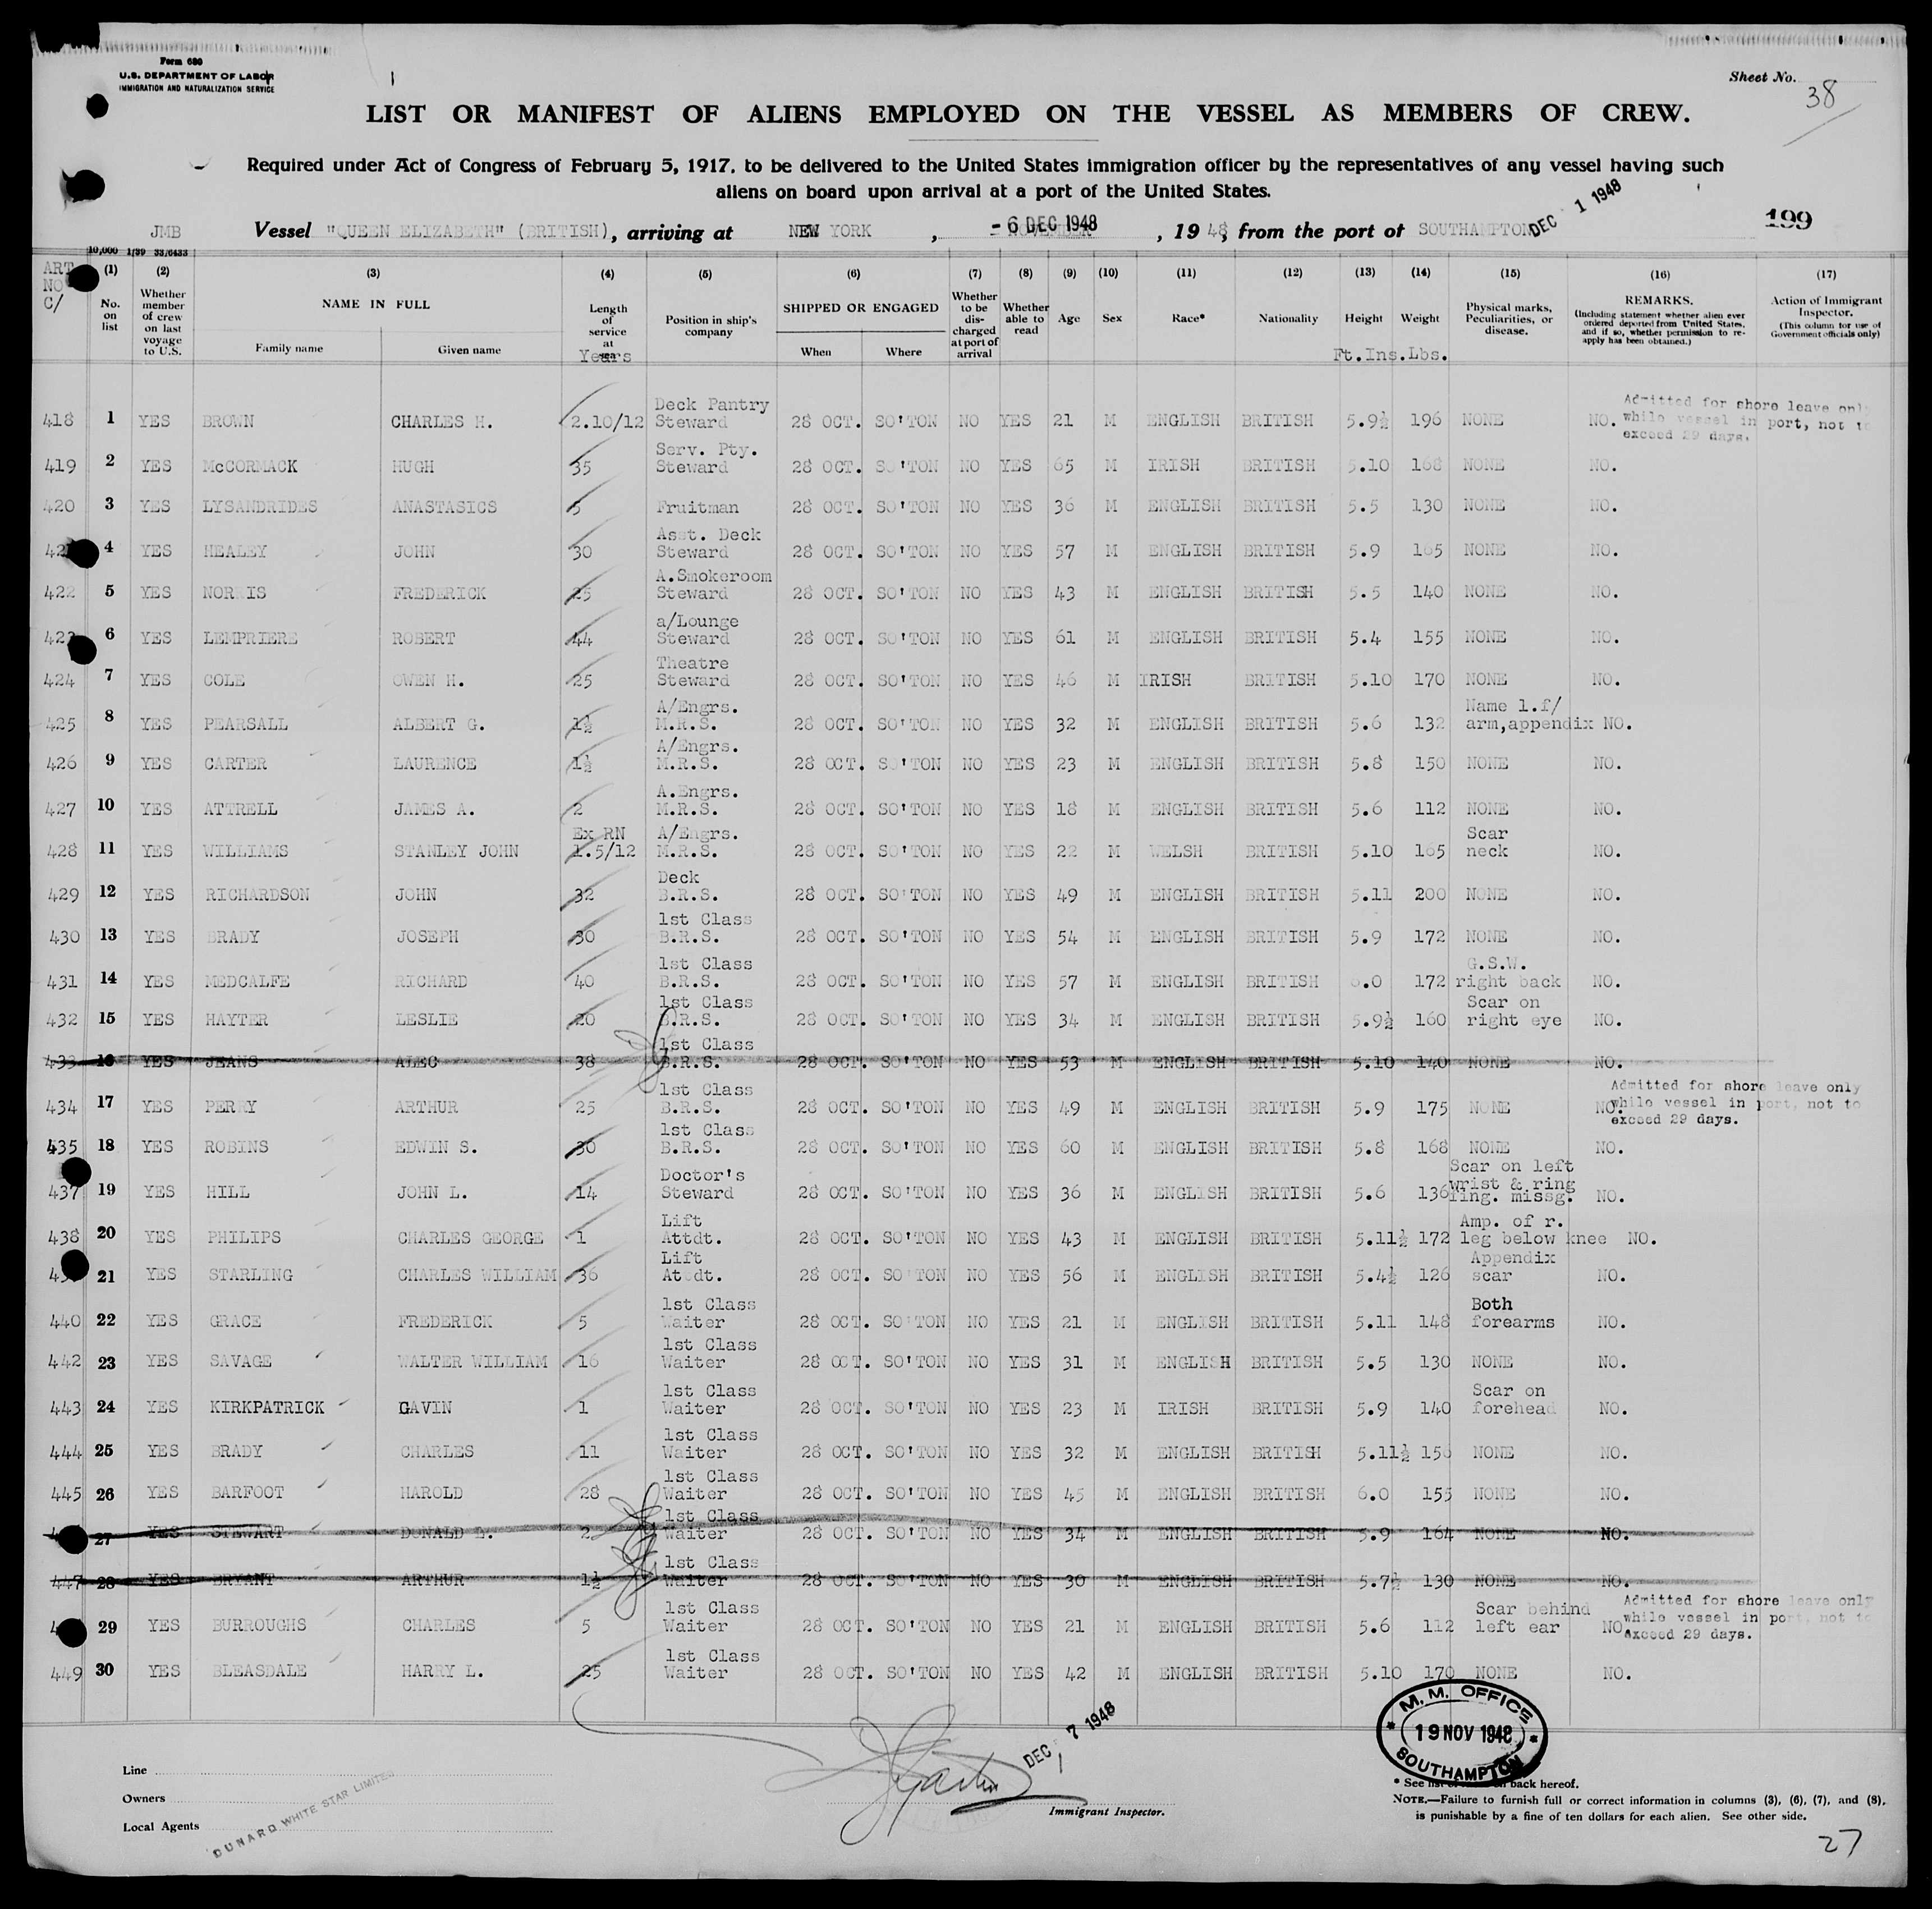 Form 680
U.S. DEPARTMENT OF LABOR
IMMIGRATION AND NATURALIZATION SERVICE
Sheet No. 38
LIST OR MANIFEST OF ALIENS EMPLOYED ON THE VESSEL AS MEMBERS OF CREW.
Required under Act of Congress of February 5, 1917, to be delivered to the United States immigration officer by the representatives of any vessel having such
aliens on board upon arrival at a port of the United States.
JMB Vessel "QUEEN ELIZABETH" (BRITISH), arriving at NEW YORK, - 6 DEC 1948, 1948, from the port of SOUTHAMPTON DEC 1 1948 199
10,000 1/39 33/6433
ART NO C/ (1) No. on list (2) Whether member of crew on last voyage to U.S. (3) NAME IN FULL Family name Given name (4) Length of service at Years (5) Position in ship's company (6) SHIPPED OR ENGAGED When Where (7) Whether to be discharged at port of arrival (8) Whether able to read (9) Age (10) Sex (11) Race* (12) Nationality (13) Height Ft.Ins. (14) Weight Lbs. (15) Physical marks, Peculiarities, or disease. (16) REMARKS. (Including statement whether alien ever ordered deported from United States, and if so, whether permission to re-apply has been obtained.) (17) Action of Immigrant Inspector. (This column for use of Government officials only)
418 1 YES BROWN CHARLES H. 2.10/12 Deck Pantry Steward 28 OCT. SO'TON NO YES 21 M ENGLISH BRITISH 5.9½ 196 NONE NO. Admitted for shore leave only while vessel in port, not to exceed 29 days.
419 2 YES McCORMACK HUGH 35 Serv. Pty. Steward 28 OCT. SO'TON NO YES 65 M IRISH BRITISH 5.10 168 NONE NO.
420 3 YES LYSANDRIDES ANASTASICS 5 Fruitman 28 OCT. SO'TON NO YES 36 M ENGLISH BRITISH 5.5 130 NONE NO.
4 YES HEALEY JOHN 30 Asst. Deck Steward 28 OCT. SO'TON NO YES 57 M ENGLISH BRITISH 5.9 165 NONE NO.
422 5 YES NORRIS FREDERICK 25 A.Smokeroom Steward 28 OCT. SO'TON NO YES 43 M ENGLISH BRITISH 5.5 140 NONE NO.
423 6 YES LEMPRIERE ROBERT 44 a/Lounge Steward 28 OCT. SO'TON NO YES 61 M ENGLISH BRITISH 5.4 155 NONE NO.
424 7 YES COLE OWEN H. 25 Theatre Steward 28 OCT. SO'TON NO YES 46 M IRISH BRITISH 5.10 170 NONE NO.
425 8 YES PEARSALL ALBERT G. 1½ A/Engrs. M.R.S. 28 OCT. SO'TON NO YES 32 M ENGLISH BRITISH 5.6 132 Name l.f/ arm,appendix NO.
426 9 YES CARTER LAURENCE 1½ A/Engrs. M.R.S. 28 OCT. SO'TON NO YES 23 M ENGLISH BRITISH 5.8 150 NONE NO.
427 10 YES ATTRELL JAMES A. 2 A.Engrs. M.R.S. 28 OCT. SO'TON NO YES 18 M ENGLISH BRITISH 5.6 112 NONE NO.
428 11 YES WILLIAMS STANLEY JOHN Ex RN 1.5/12 A/Engrs. M.R.S. 28 OCT. SO'TON NO YES 22 M WELSH BRITISH 5.10 165 Scar neck NO.
429 12 YES RICHARDSON JOHN 32 Deck B.R.S. 28 OCT. SO'TON NO YES 49 M ENGLISH BRITISH 5.11 200 NONE NO.
430 13 YES BRADY JOSEPH 30 1st Class B.R.S. 28 OCT. SO'TON NO YES 54 M ENGLISH BRITISH 5.9 172 NONE NO.
431 14 YES MEDCALFE RICHARD 40 1st Class B.R.S. 28 OCT. SO'TON NO YES 57 M ENGLISH BRITISH 6.0 172 G.S.W. right back NO.
432 15 YES HAYTER LESLIE 20 1st Class B.R.S. 28 OCT. SO'TON NO YES 34 M ENGLISH BRITISH 5.9½ 160 Scar on right eye NO.
433 16 YES JEANS ALEC 38 1st Class B.R.S. 28 OCT. SO'TON NO YES 53 M ENGLISH BRITISH 5.10 140 NONE NO.
434 17 YES PERRY ARTHUR 25 1st Class B.R.S. 28 OCT. SO'TON NO YES 49 M ENGLISH BRITISH 5.9 175 NONE NO. Admitted for shore leave only while vessel in port, not to exceed 29 days.
435 18 YES ROBINS EDWIN S. 30 1st Class B.R.S. 28 OCT. SO'TON NO YES 60 M ENGLISH BRITISH 5.8 168 NONE NO.
437 19 YES HILL JOHN L. 14 Doctor's Steward 28 OCT. SO'TON NO YES 36 M ENGLISH BRITISH 5.6 136 Scar on left wrist & ring fing. missg. NO.
438 20 YES PHILIPS CHARLES GEORGE 1 Lift Attdt. 28 OCT. SO'TON NO YES 43 M ENGLISH BRITISH 5.11½ 172 Amp. of r. leg below knee NO.
21 YES STARLING CHARLES WILLIAM 36 Lift Attdt. 28 OCT. SO'TON NO YES 56 M ENGLISH BRITISH 5.4½ 126 Appendix scar NO.
440 22 YES GRACE FREDERICK 5 1st Class Waiter 28 OCT. SO'TON NO YES 21 M ENGLISH BRITISH 5.11 148 Both forearms NO.
442 23 YES SAVAGE WALTER WILLIAM 16 1st Class Waiter 28 OCT. SO'TON NO YES 31 M ENGLISH BRITISH 5.5 130 NONE NO.
443 24 YES KIRKPATRICK GAVIN 1 1st Class Waiter 28 OCT. SO'TON NO YES 23 M IRISH BRITISH 5.9 140 Scar on forehead NO.
444 25 YES BRADY CHARLES 11 1st Class Waiter 28 OCT. SO'TON NO YES 32 M ENGLISH BRITISH 5.11½ 156 NONE NO.
445 26 YES BARFOOT HAROLD 28 1st Class Waiter 28 OCT. SO'TON NO YES 45 M ENGLISH BRITISH 6.0 155 NONE NO.
27 YES STEWART DONALD 2 1st Class Waiter 28 OCT. SO'TON NO YES 34 M ENGLISH BRITISH 5.9 164 NONE NO.
447 28 YES BRYANT ARTHUR 1½ 1st Class Waiter 28 OCT. SO'TON NO YES 30 M ENGLISH BRITISH 5.7½ 130 NONE NO.
29 YES BURROUGHS CHARLES 5 1st Class Waiter 28 OCT. SO'TON NO YES 21 M ENGLISH BRITISH 5.6 112 Scar behind left ear NO. Admitted for shore leave only while vessel in port, not to exceed 29 days.
449 30 YES BLEASDALE HARRY L. 25 1st Class Waiter 28 OCT. SO'TON NO YES 42 M ENGLISH BRITISH 5.10 170 NONE NO.
M. M. OFFICE 19 NOV 1948 SOUTHAMPTON
DEC 7 1948
Line
Owners
Local Agents
CUNARD WHITE STAR LIMITED
Immigrant Inspector.
* See list of on back hereof.
NOTE.—Failure to furnish full or correct information in columns (3), (6), (7), and (8),
is punishable by a fine of ten dollars for each alien. See other side.
27